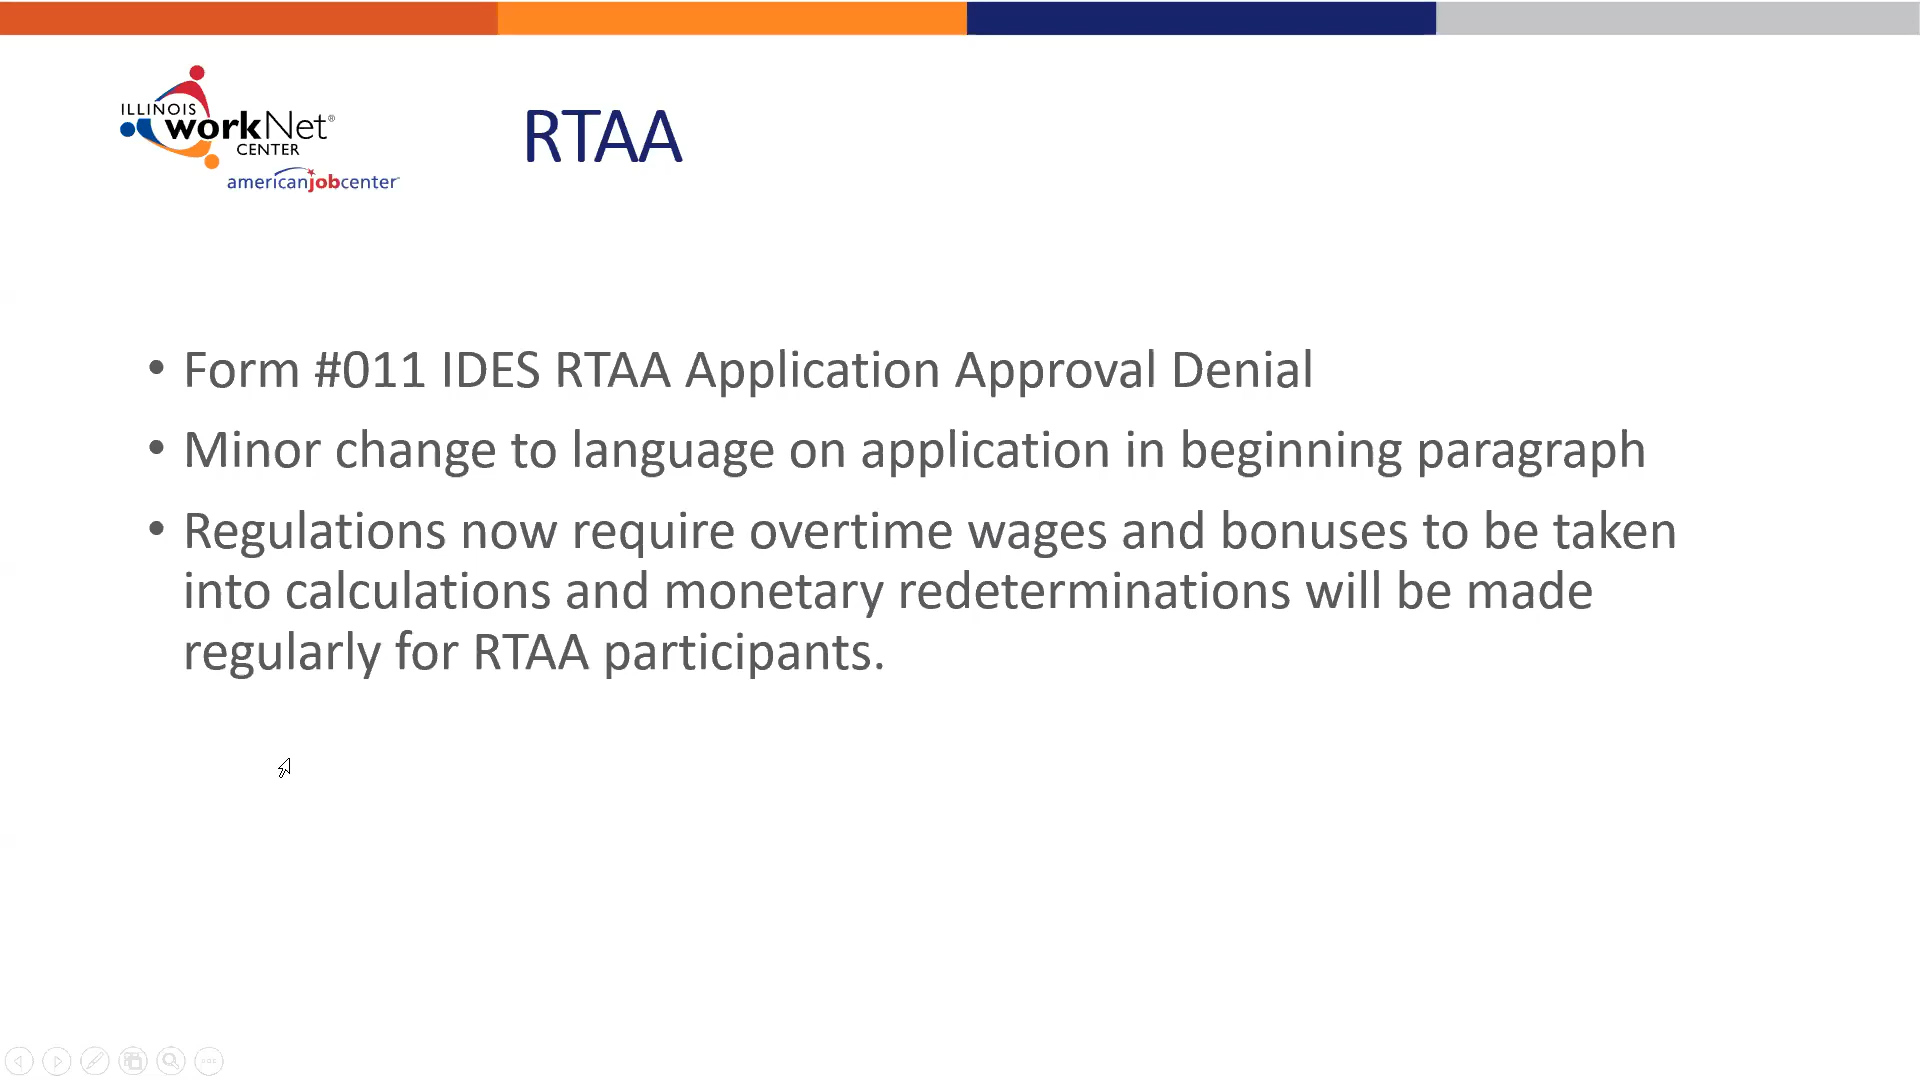 ILLINOIS
workNet®
CENTER
americanjobcenter
RTAA
• Form #011 IDES RTAA Application Approval Denial
• Minor change to language on application in beginning paragraph
• Regulations now require overtime wages and bonuses to be taken
into calculations and monetary redeterminations will be made
regularly for RTAA participants.